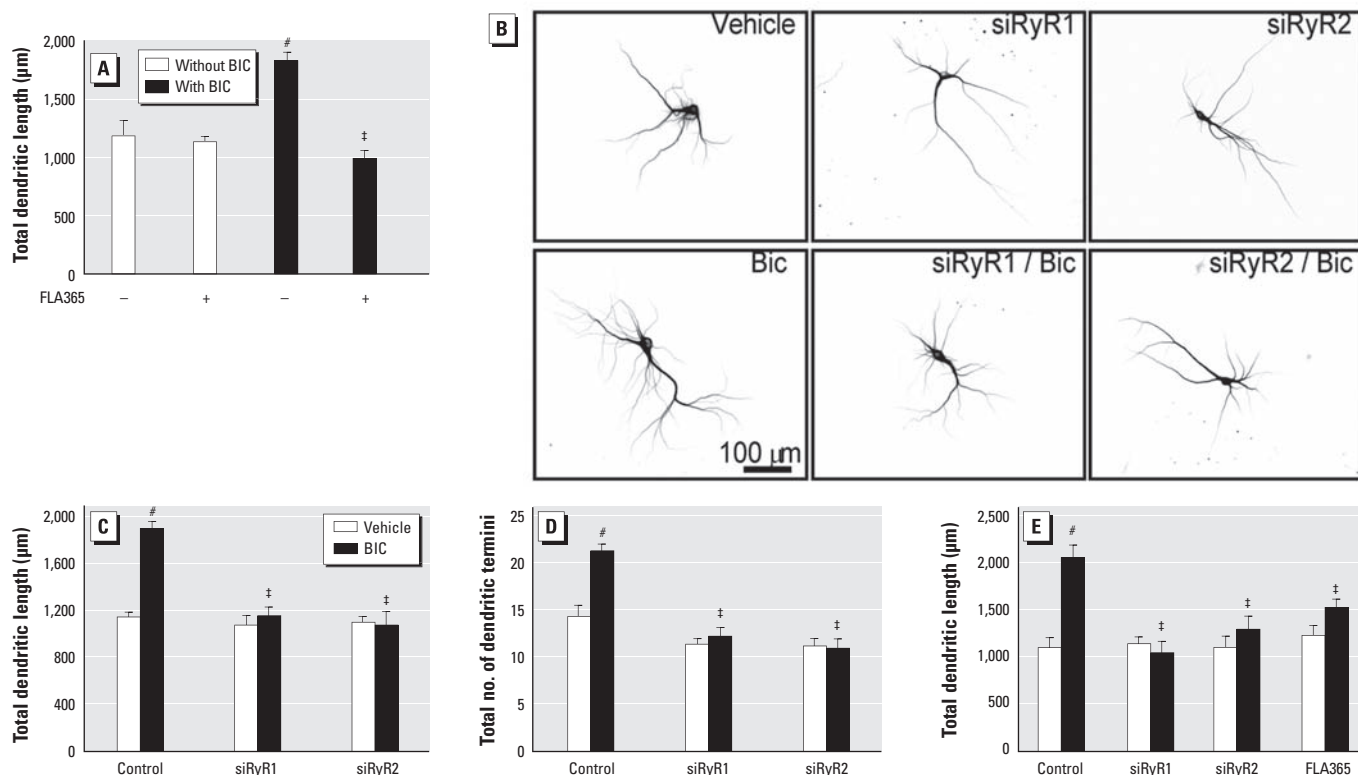 A
Without BIC
With BIC
Total dendritic length (µm)
2,000
1,500
1,000
500
0
#
‡
FLA365 – + – +
B
Vehicle
siRyR1
siRyR2
Bic
siRyR1 / Bic
siRyR2 / Bic
100 µm
C
Vehicle
BIC
Total dendritic length (µm)
2,000
1,600
1,200
800
400
0
#
‡
‡
Control siRyR1 siRyR2
D
Total no. of dendritic termini
25
20
15
10
5
0
#
‡
‡
Control siRyR1 siRyR2
E
Total dendritic length (µm)
2,500
2,000
1,500
1,000
500
0
#
‡
‡
‡
Control siRyR1 siRyR2 FLA365